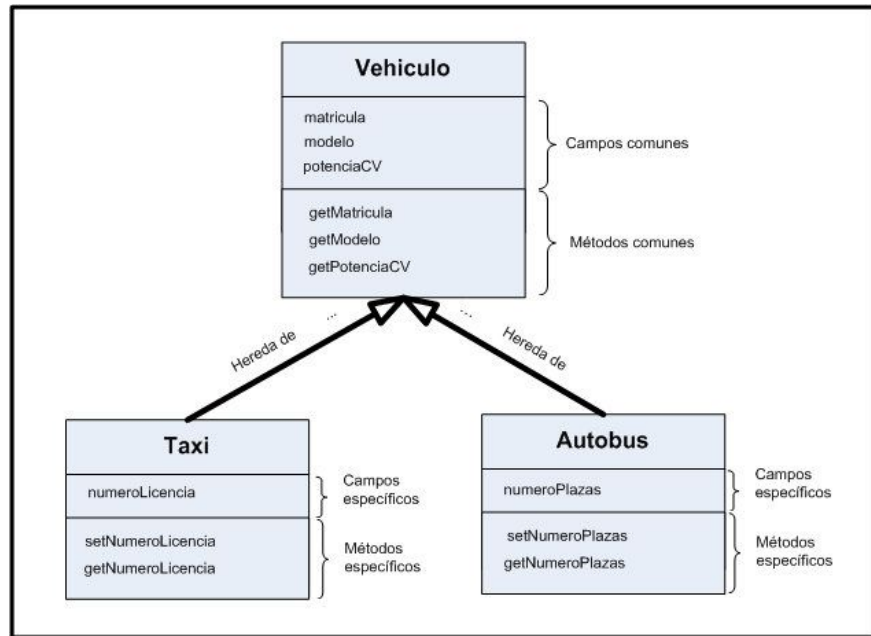 Vehiculo
matricula
modelo
potenciaCV
Campos comunes
getMatricula
getModelo
getPotenciaCV
Métodos comunes
Hereda de
...
...
Hereda de
Taxi
numeroLicencia
Campos
específicos
setNumeroLicencia
getNumeroLicencia
Métodos
específicos
Autobus
numeroPlazas
Campos
específicos
setNumeroPlazas
getNumeroPlazas
Métodos
específicos